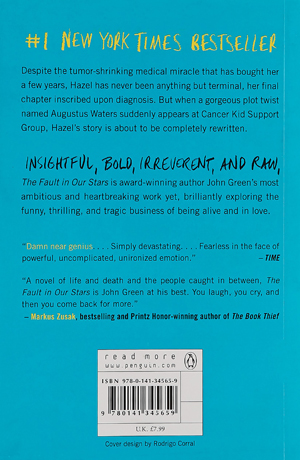 #1 NEW YORK TIMES BESTSELLER
Despite the tumor-shrinking medical miracle that has bought her
a few years, Hazel has never been anything but terminal, her final
chapter inscribed upon diagnosis. But when a gorgeous plot twist
named Augustus Waters suddenly appears at Cancer Kid Support
Group, Hazel's story is about to be completely rewritten.
INSIGHTFUL, BOLD, IRREVERENT, AND RAW,
The Fault in Our Stars is award-winning author John Green's most
ambitious and heartbreaking work yet, brilliantly exploring the
funny, thrilling, and tragic business of being alive and in love.
"Damn near genius . . . . Simply devastating. . . . Fearless in the face of
powerful, uncomplicated, unironized emotion." – TIME
"A novel of life and death and the people caught in between, The
Fault in Our Stars is John Green at his best. You laugh, you cry, and
then you come back for more."
– Markus Zusak, bestselling and Printz Honor-winning author of The Book Thief
read more
www.penguin.com
ISBN 978-0-141-34565-9
9 780141 345659
U.K. £7.99
Cover design by Rodrigo Corral